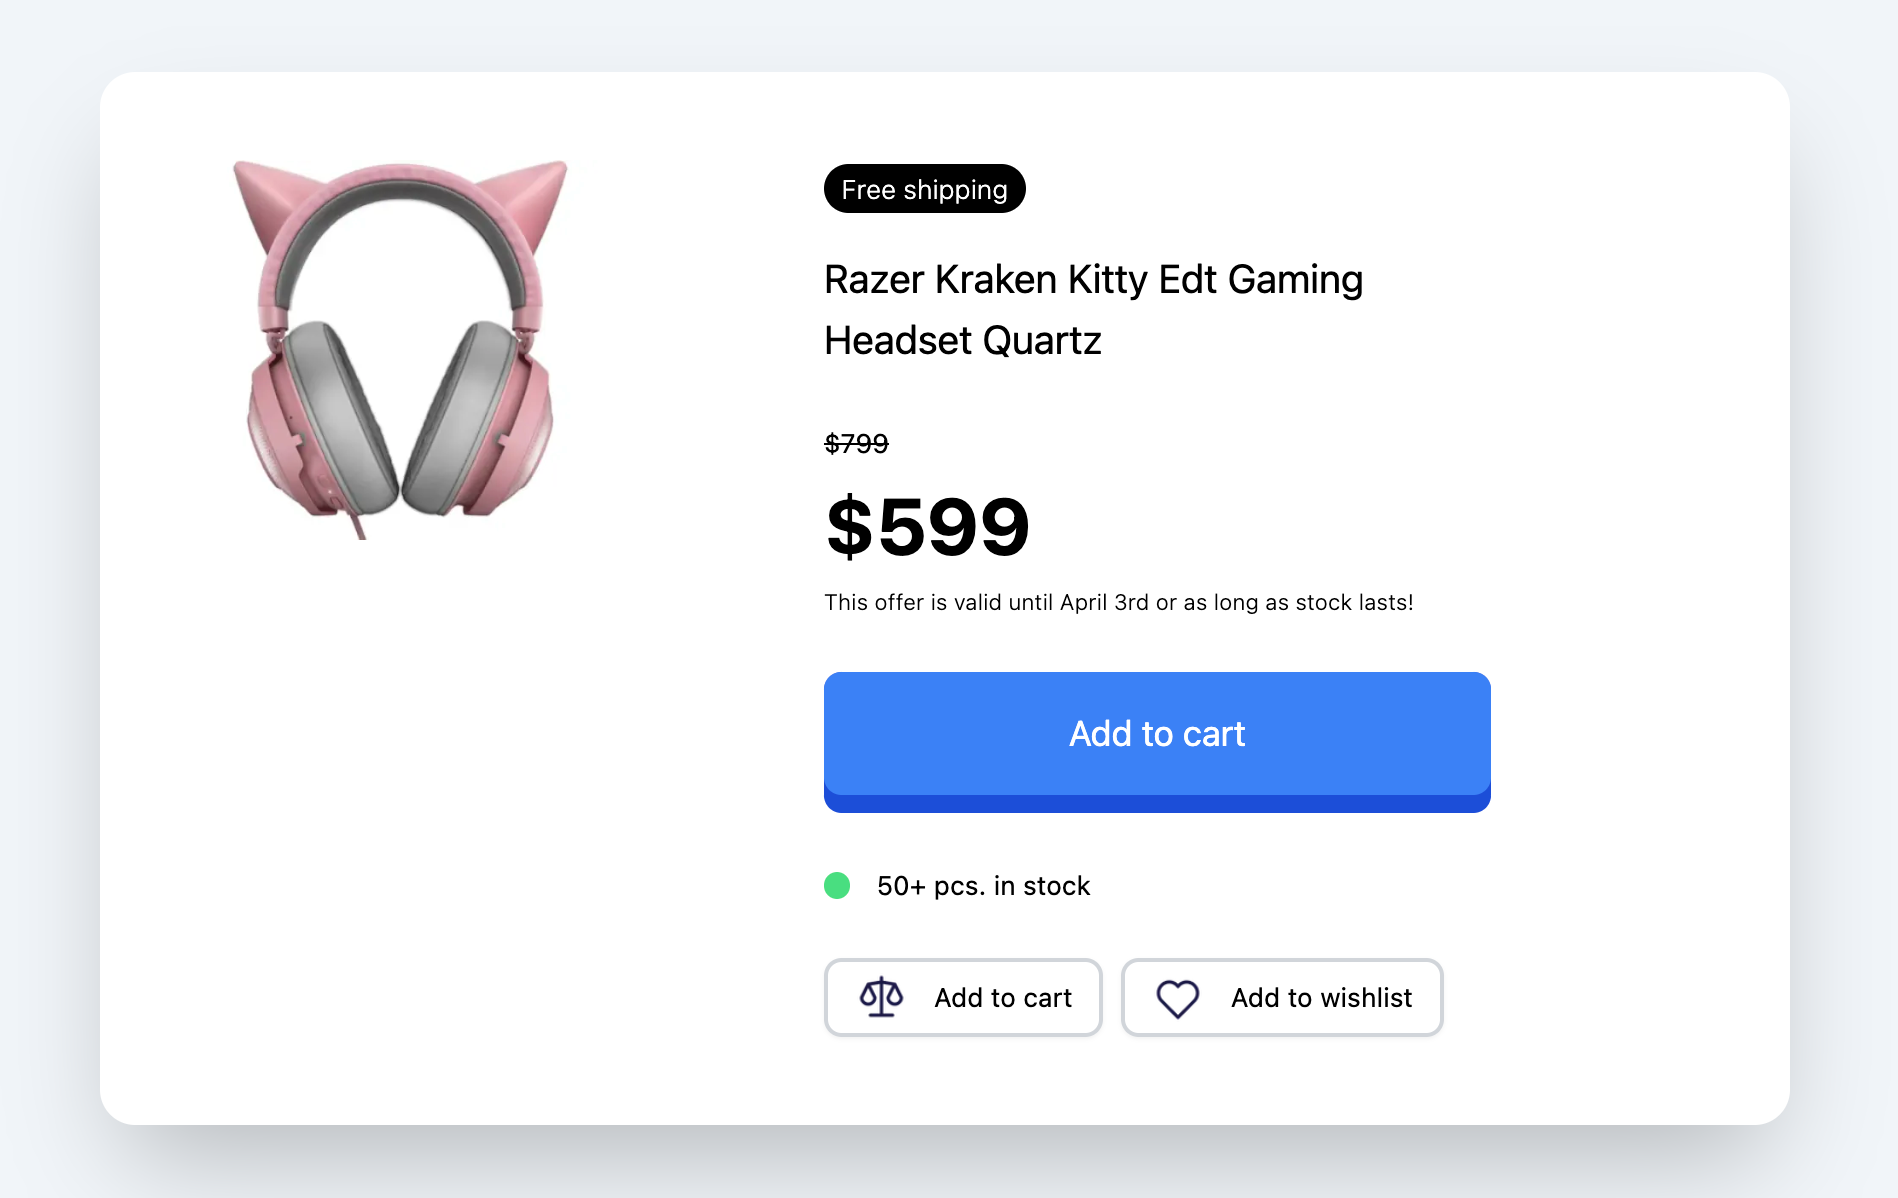 Free shipping
Razer Kraken Kitty Edt Gaming
Headset Quartz
$799
$599
This offer is valid until April 3rd or as long as stock lasts!
Add to cart
50+ pcs. in stock
Add to cart
Add to wishlist